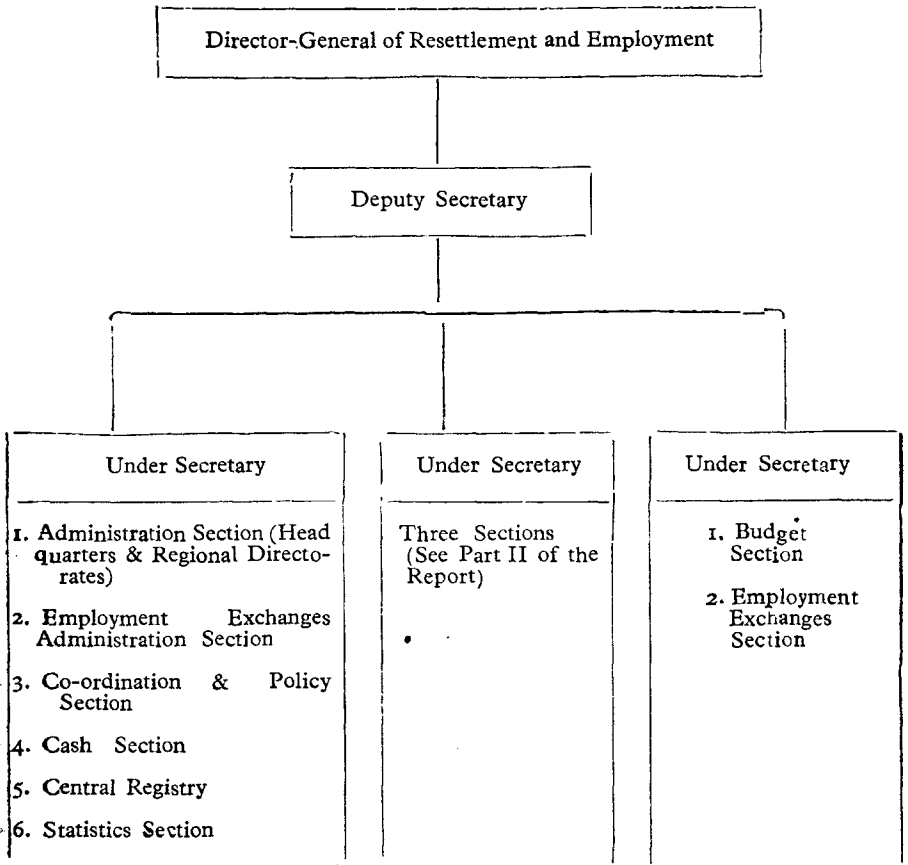 Director-General of Resettlement and Employment
Deputy Secretary
Under Secretary
1. Administration Section (Head
quarters & Regional Directo-
rates)
2. Employment Exchanges
Administration Section
3. Co-ordination & Policy
Section
4. Cash Section
5. Central Registry
6. Statistics Section
Under Secretary
Three Sections
(See Part II of the
Report)
Under Secretary
1. Budget
Section
2. Employment
Exchanges
Section